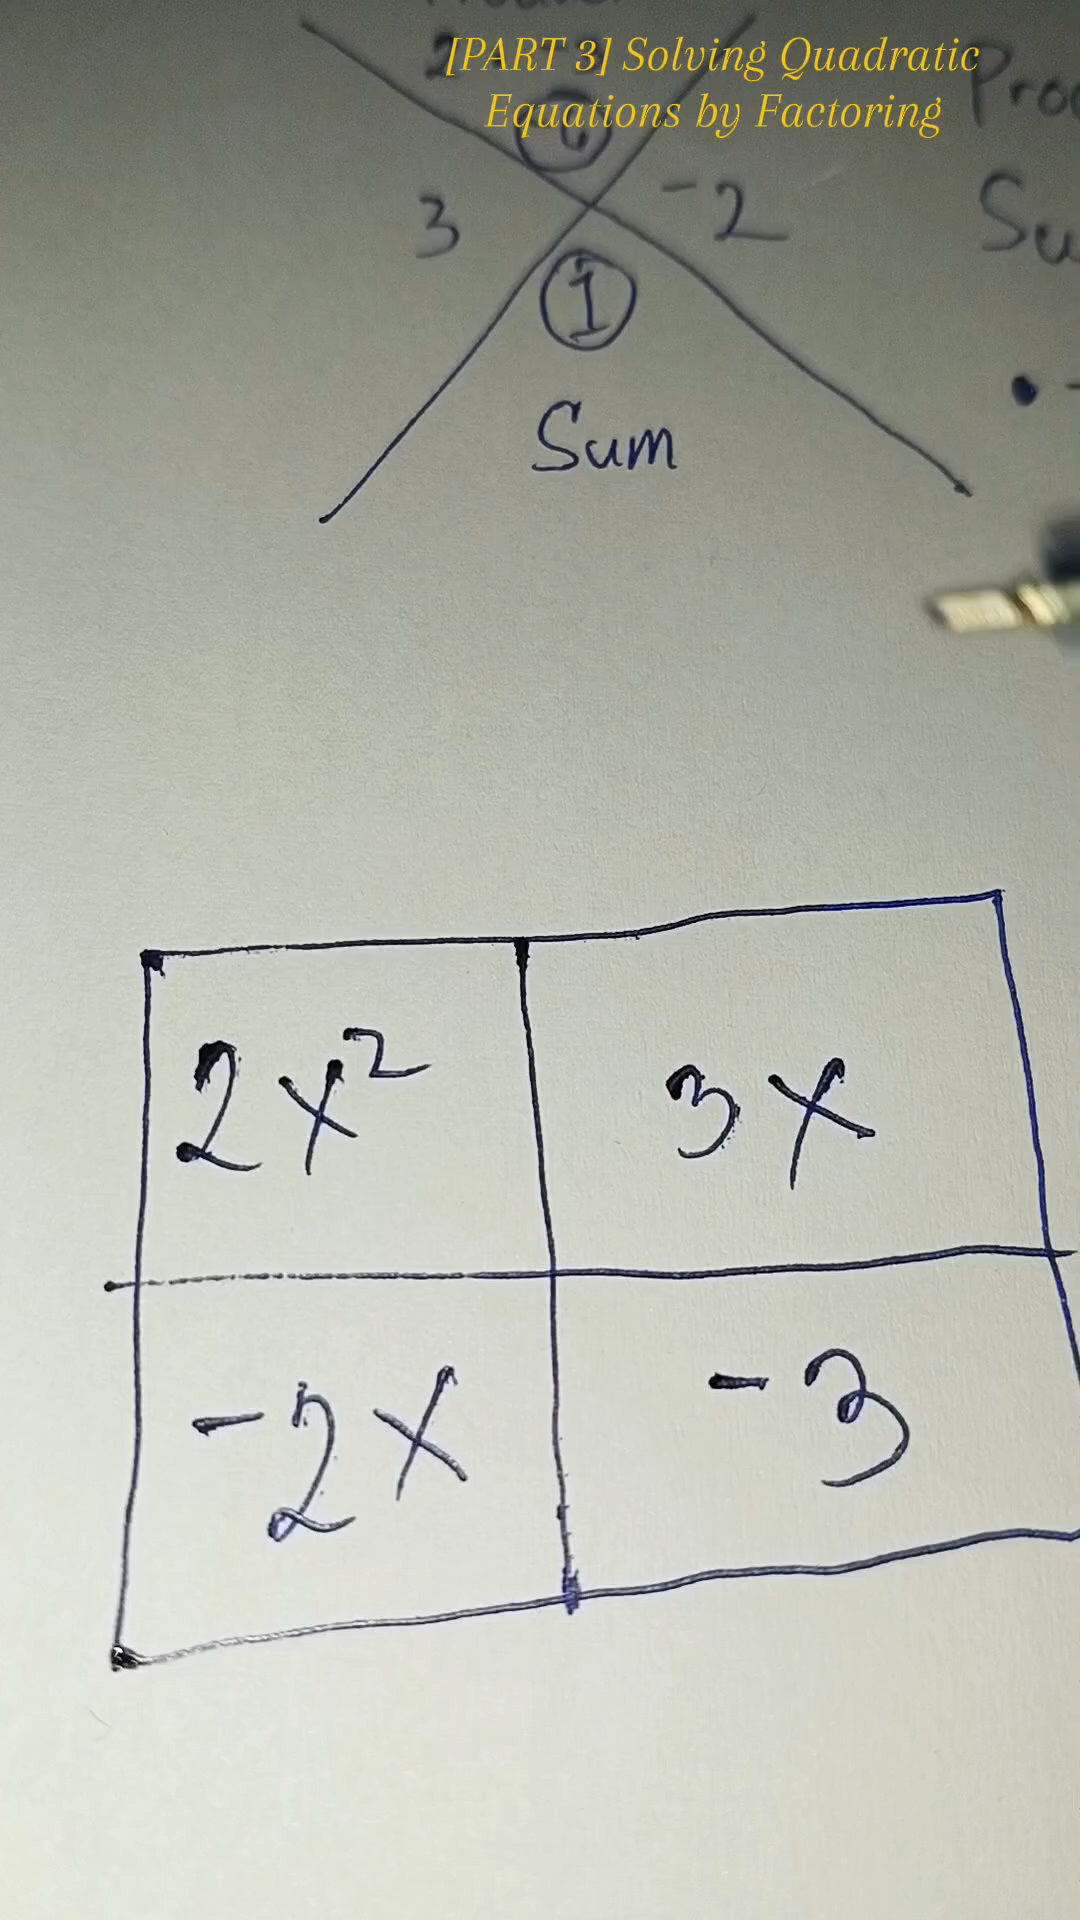 [PART 3] Solving Quadratic
Equations by Factoring
3 -2
1
Sum
2x²
3x
-2x
-3